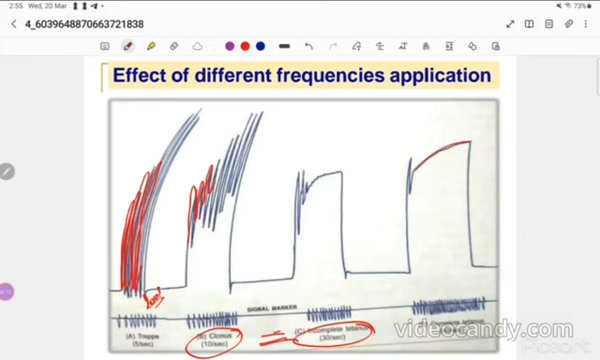 2:55 Wed, 20 Mar
73%
4_6039648870663721838
Effect of different frequencies application
SIGNAL MARKER
(A) Treppe
(5/sec)
(B) Clonus
(10/sec)
(C) Incomplete tetanus
(30/sec)
videocandy.com
Picsart